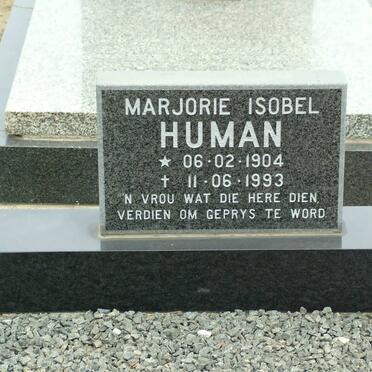 MARJORIE ISOBEL
HUMAN
★ 06·02·1904
† 11·06·1993
'N VROU WAT DIE HERE DIEN,
VERDIEN OM GEPRYS TE WORD